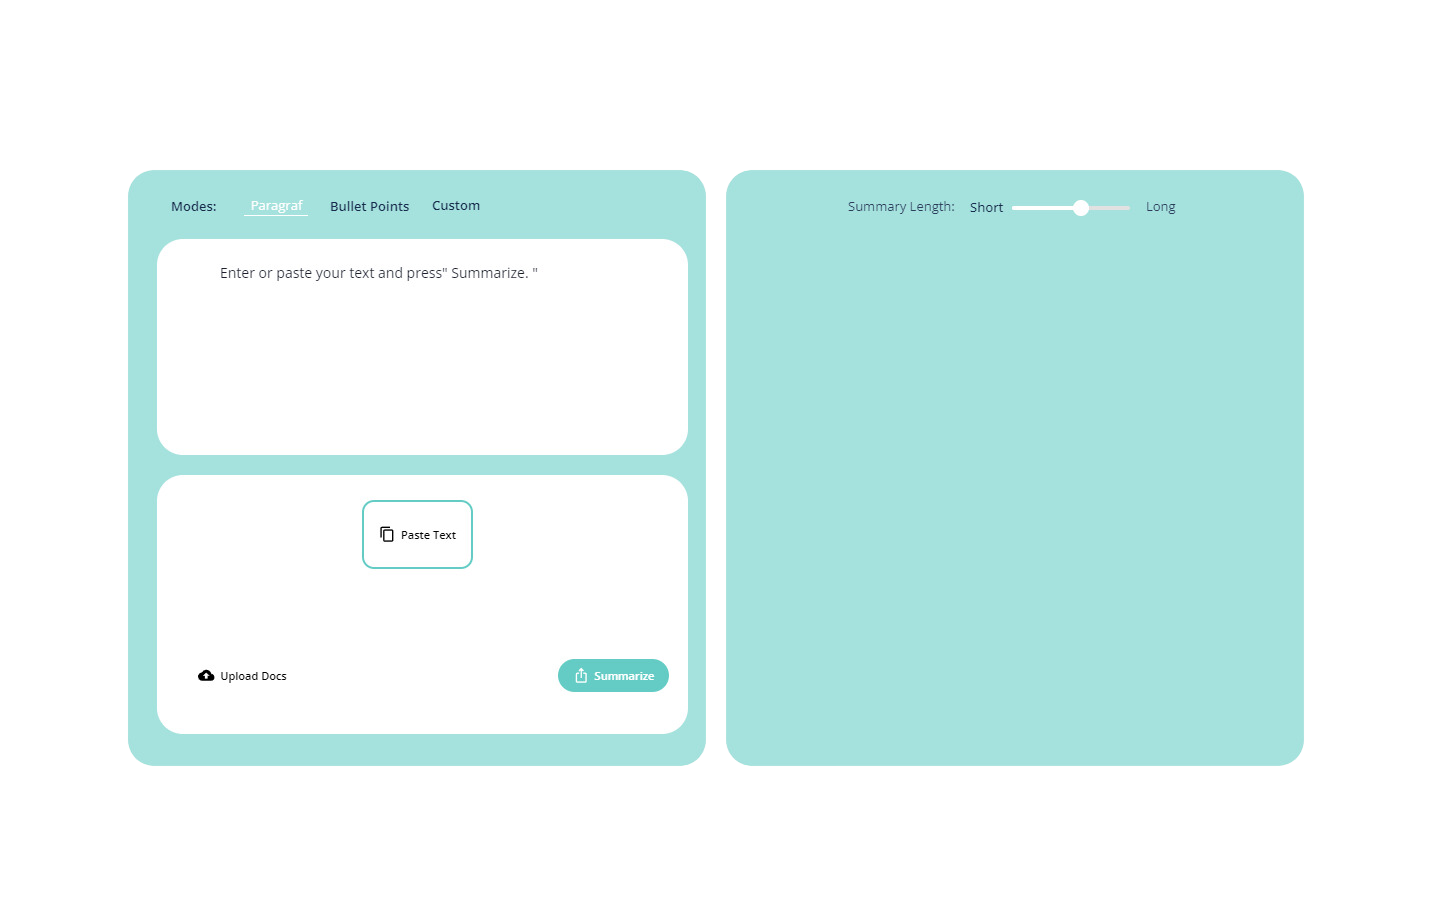 Modes: Paragraf Bullet Points Custom
Enter or paste your text and press" Summarize. "
Paste Text
Upload Docs
Summarize
Summary Length: Short Long